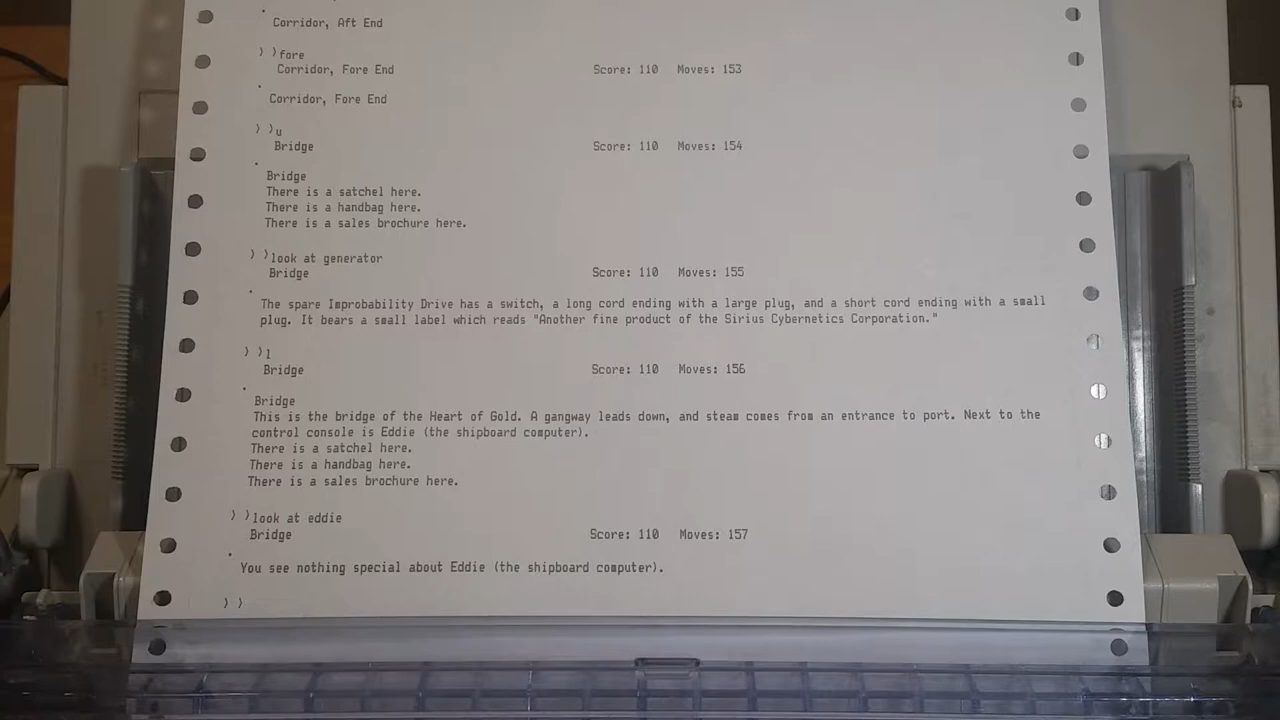 Corridor, Aft End
) )fore
Corridor, Fore End Score: 110 Moves: 153
.
Corridor, Fore End
) )u
Bridge Score: 110 Moves: 154
.
Bridge
There is a satchel here.
There is a handbag here.
There is a sales brochure here.
) )look at generator
Bridge Score: 110 Moves: 155
.
The spare Improbability Drive has a switch, a long cord ending with a large plug, and a short cord ending with a small
plug. It bears a small label which reads "Another fine product of the Sirius Cybernetics Corporation."
) )l
Bridge Score: 110 Moves: 156
.
Bridge
This is the bridge of the Heart of Gold. A gangway leads down, and steam comes from an entrance to port. Next to the
control console is Eddie (the shipboard computer).
There is a satchel here.
There is a handbag here.
There is a sales brochure here.
) )look at eddie
Bridge Score: 110 Moves: 157
.
You see nothing special about Eddie (the shipboard computer).
) )